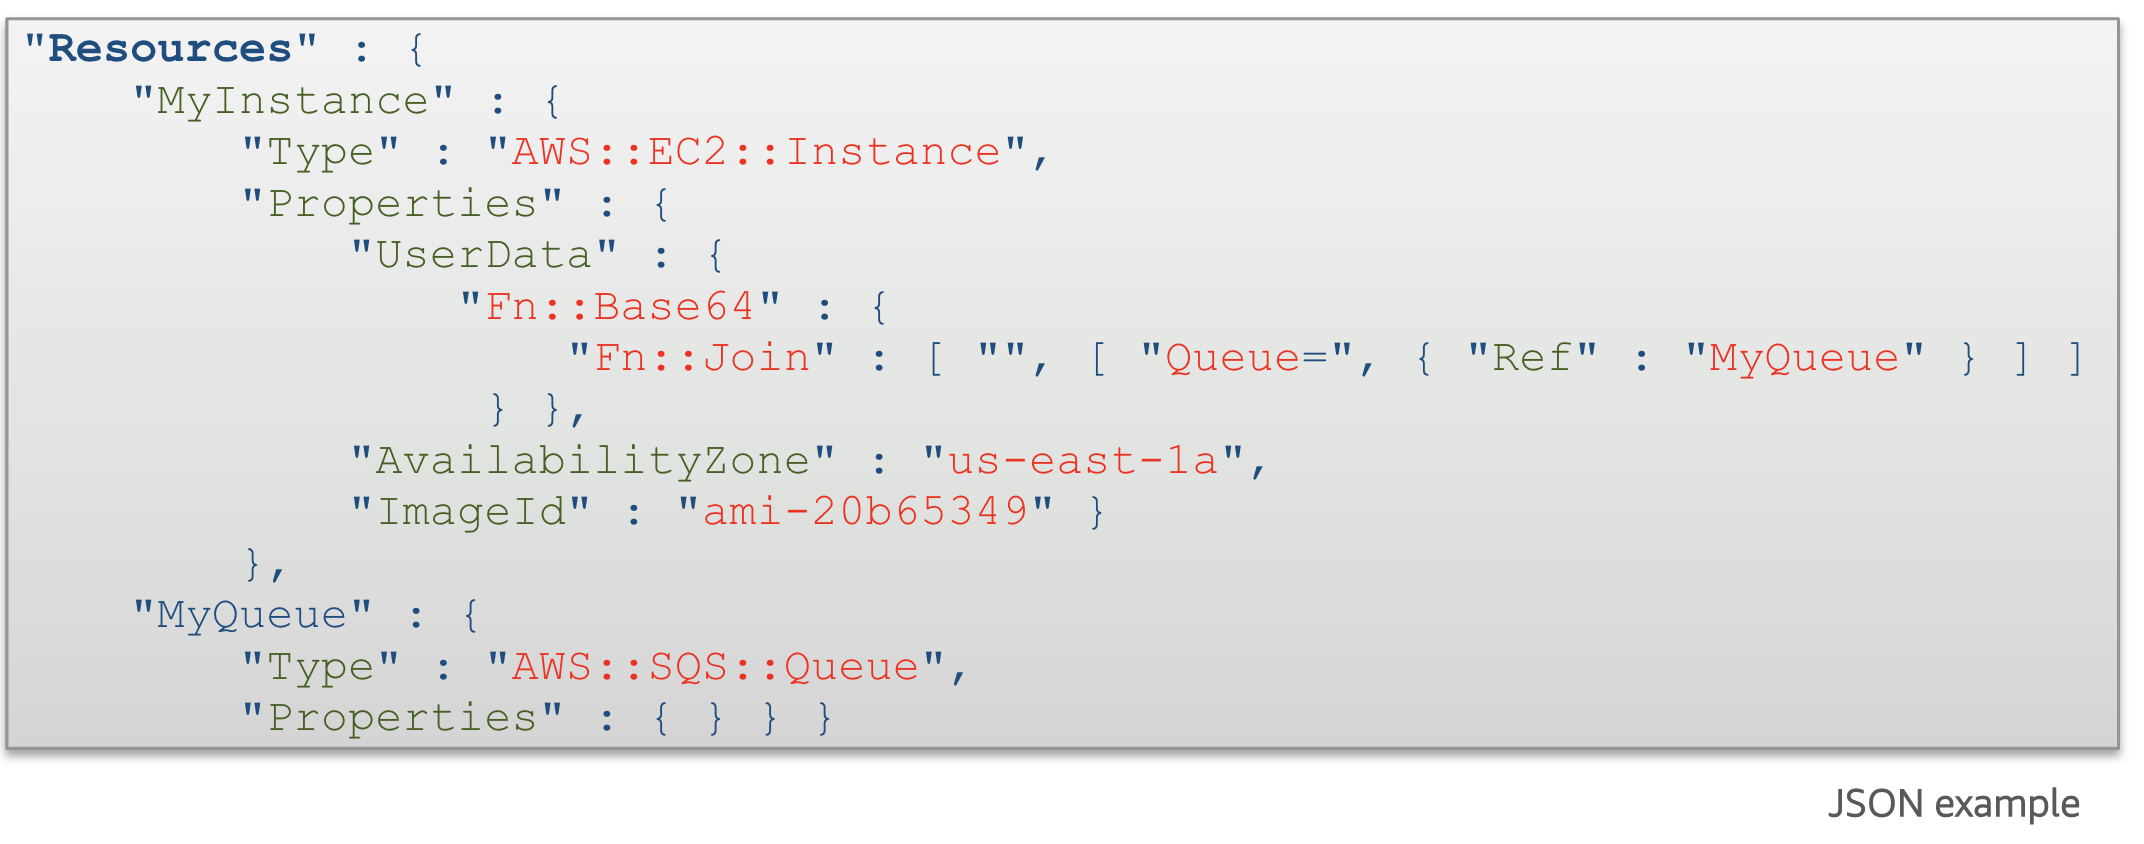 "Resources" : {
"MyInstance" : {
"Type" : "AWS::EC2::Instance",
"Properties" : {
"UserData" : {
"Fn::Base64" : {
"Fn::Join" : [ "", [ "Queue=", { "Ref" : "MyQueue" } ] ]
} },
"AvailabilityZone" : "us-east-1a",
"ImageId" : "ami-20b65349" }
},
"MyQueue" : {
"Type" : "AWS::SQS::Queue",
"Properties" : { } } }
JSON example